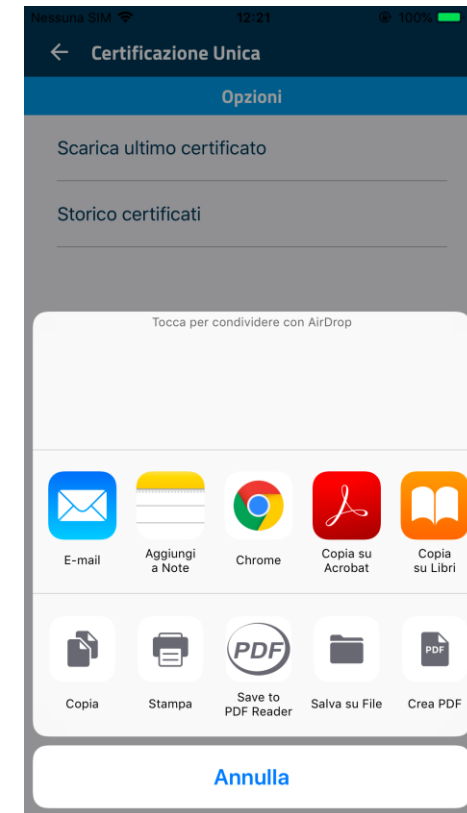 Nessuna SIM 12:21 100%
Certificazione Unica
Opzioni
Scarica ultimo certificato
Storico certificati
Tocca per condividere con AirDrop
E-mail
Aggiungi
a Note
Chrome
Copia su
Acrobat
Copia
su Libri
PDF
PDF
Copia
Stampa
Save to
PDF Reader
Salva su File
Crea PDF
Annulla